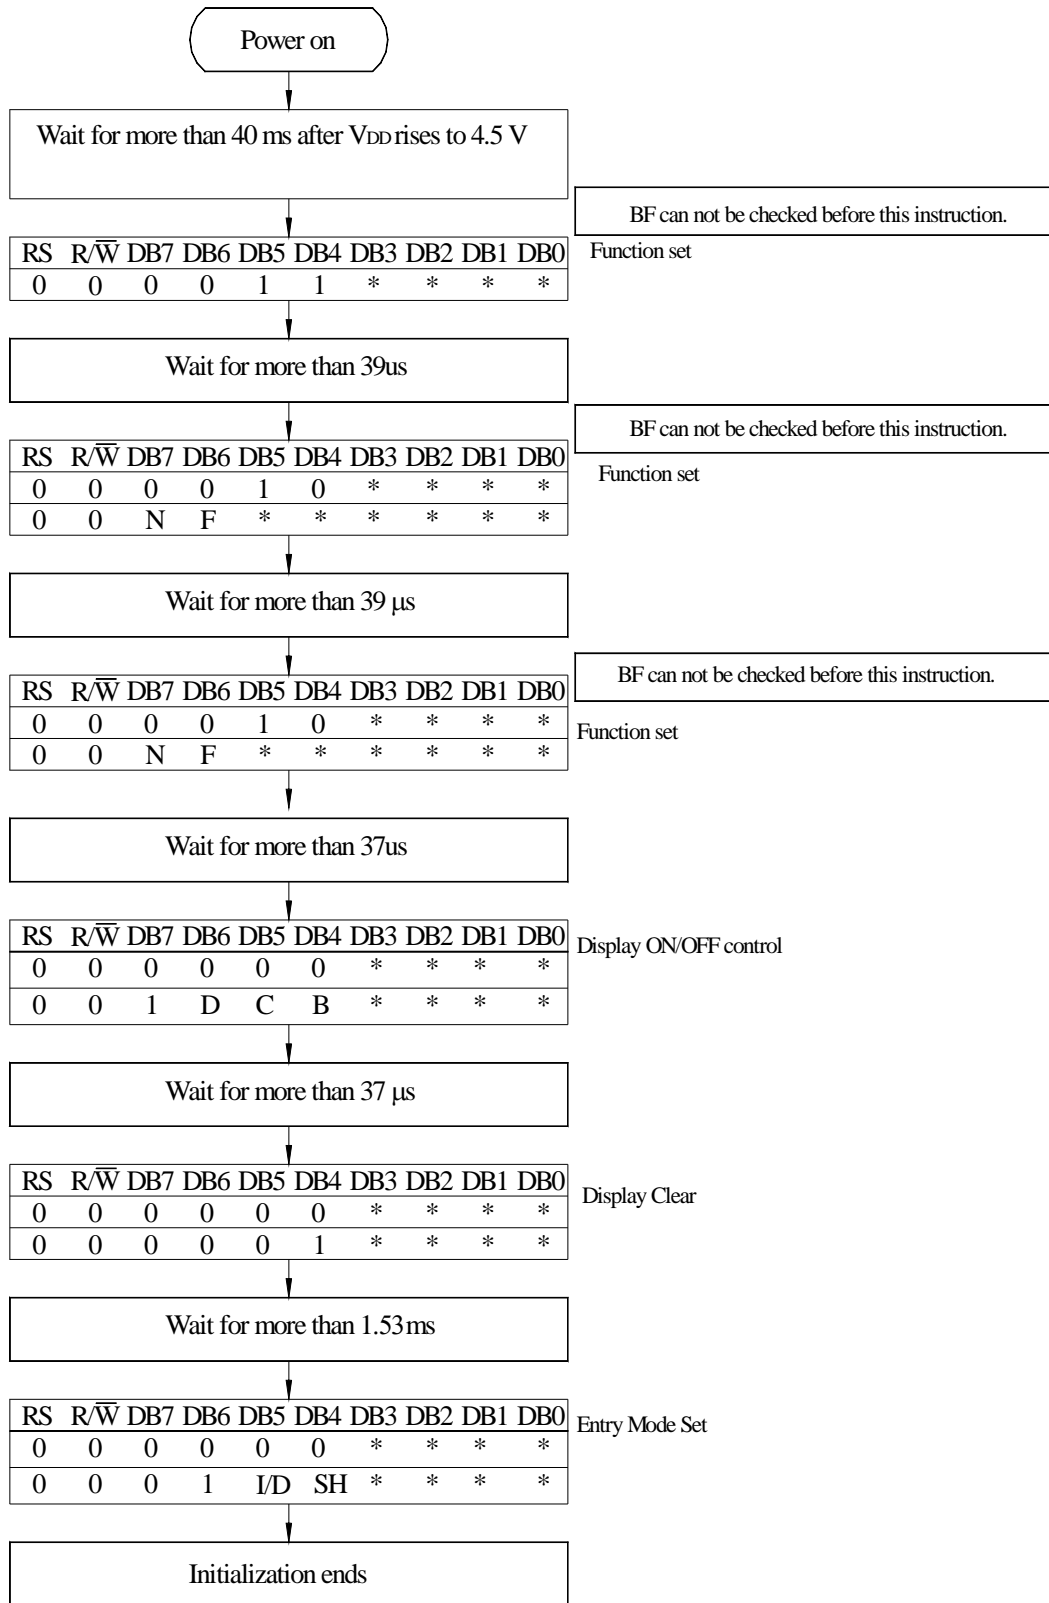 Power on
Wait for more than 40 ms after VDD rises to 4.5 V
BF can not be checked before this instruction.
RS R/W̅ DB7 DB6 DB5 DB4 DB3 DB2 DB1 DB0
Function set
0 0 0 0 1 1 * * * *
Wait for more than 39us
BF can not be checked before this instruction.
RS R/W̅ DB7 DB6 DB5 DB4 DB3 DB2 DB1 DB0
Function set
0 0 0 0 1 0 * * * *
0 0 N F * * * * * *
Wait for more than 39 µs
BF can not be checked before this instruction.
RS R/W̅ DB7 DB6 DB5 DB4 DB3 DB2 DB1 DB0
0 0 0 0 1 0 * * * *
Function set
0 0 N F * * * * * *
Wait for more than 37us
RS R/W̅ DB7 DB6 DB5 DB4 DB3 DB2 DB1 DB0
Display ON/OFF control
0 0 0 0 0 0 * * * *
0 0 1 D C B * * * *
Wait for more than 37 µs
RS R/W̅ DB7 DB6 DB5 DB4 DB3 DB2 DB1 DB0
Display Clear
0 0 0 0 0 0 * * * *
0 0 0 0 0 1 * * * *
Wait for more than 1.53ms
RS R/W̅ DB7 DB6 DB5 DB4 DB3 DB2 DB1 DB0
Entry Mode Set
0 0 0 0 0 0 * * * *
0 0 0 1 I/D SH * * * *
Initialization ends